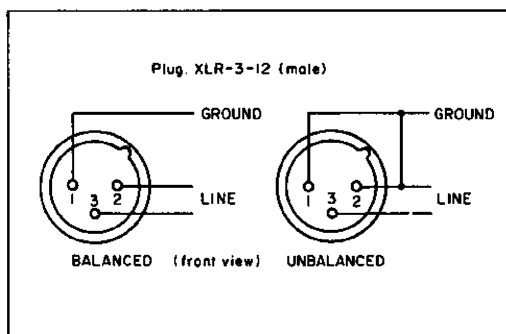 Plug. XLR-3-12 (male)
GROUND
GROUND
1 3 2
LINE
1 3 2
LINE
BALANCED (front view) UNBALANCED